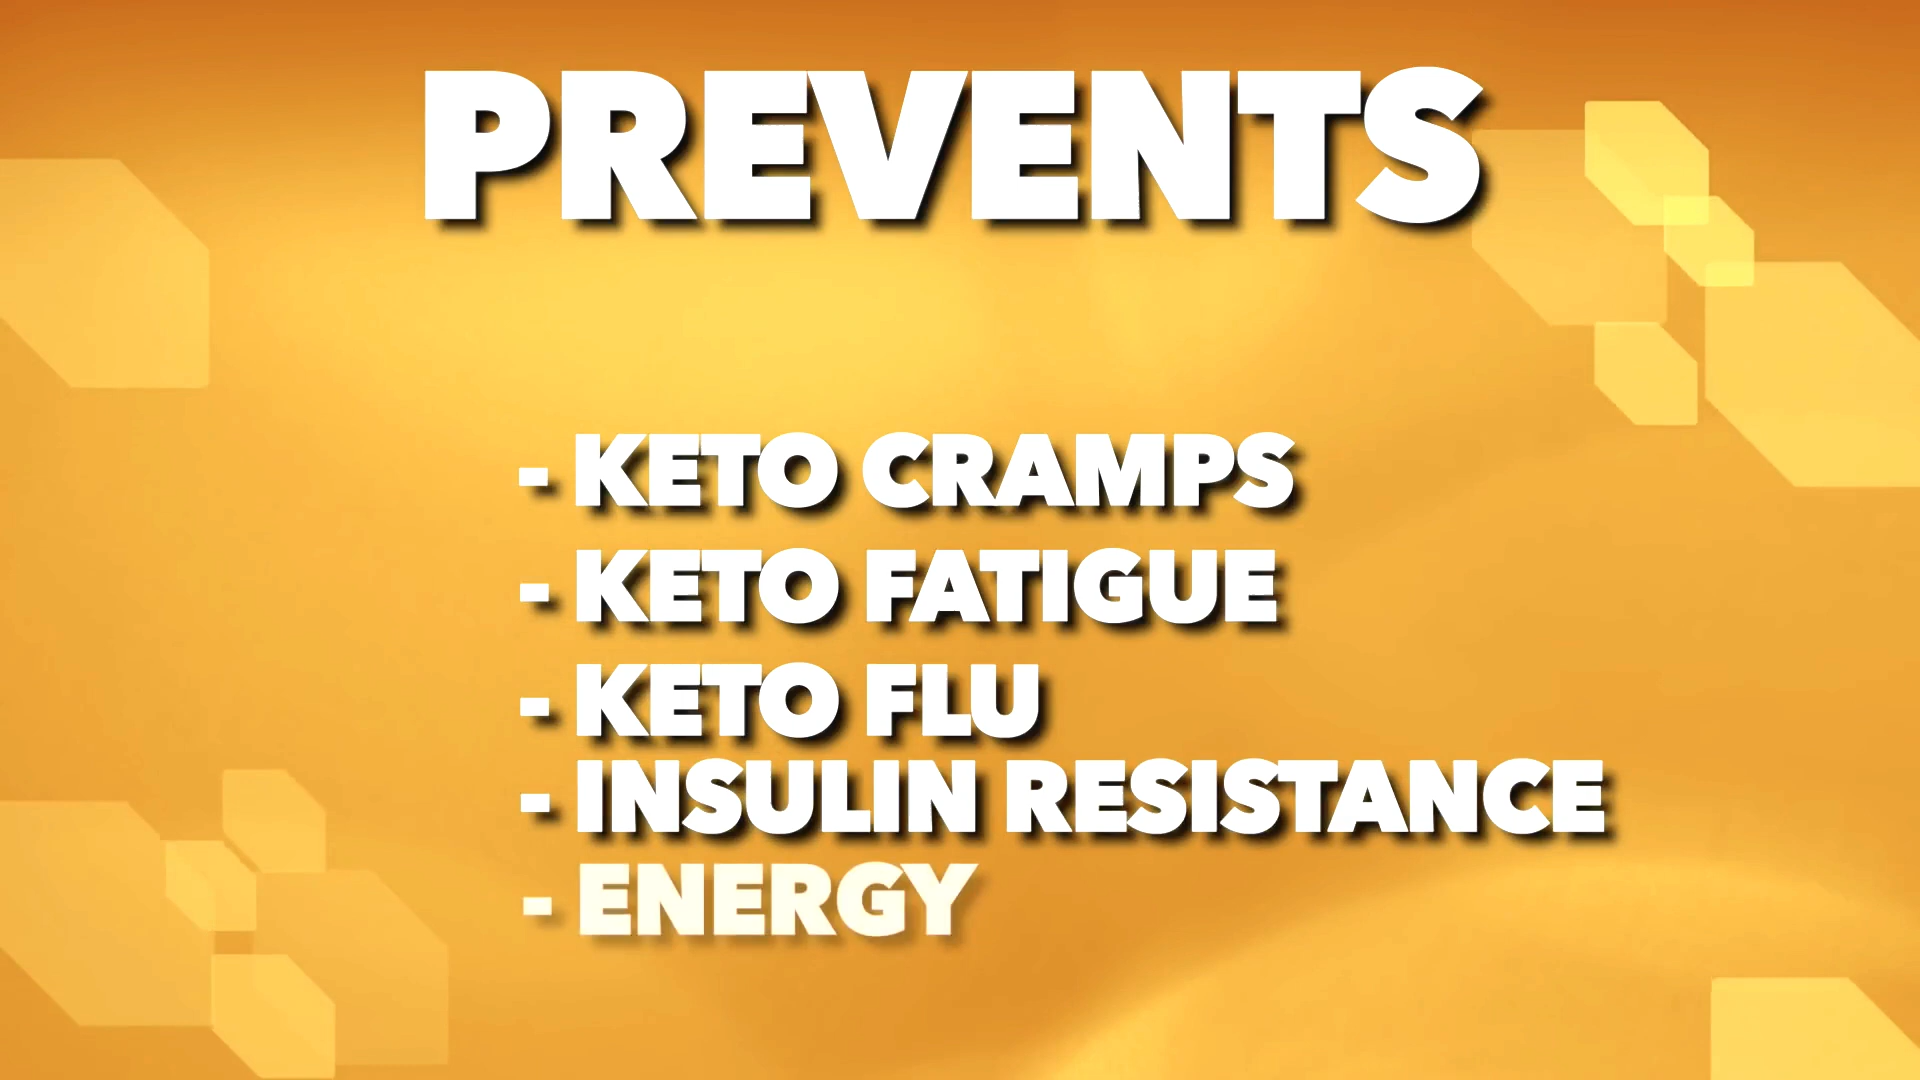 PREVENTS
- KETO CRAMPS
- KETO FATIGUE
- KETO FLU
- INSULIN RESISTANCE
- ENERGY